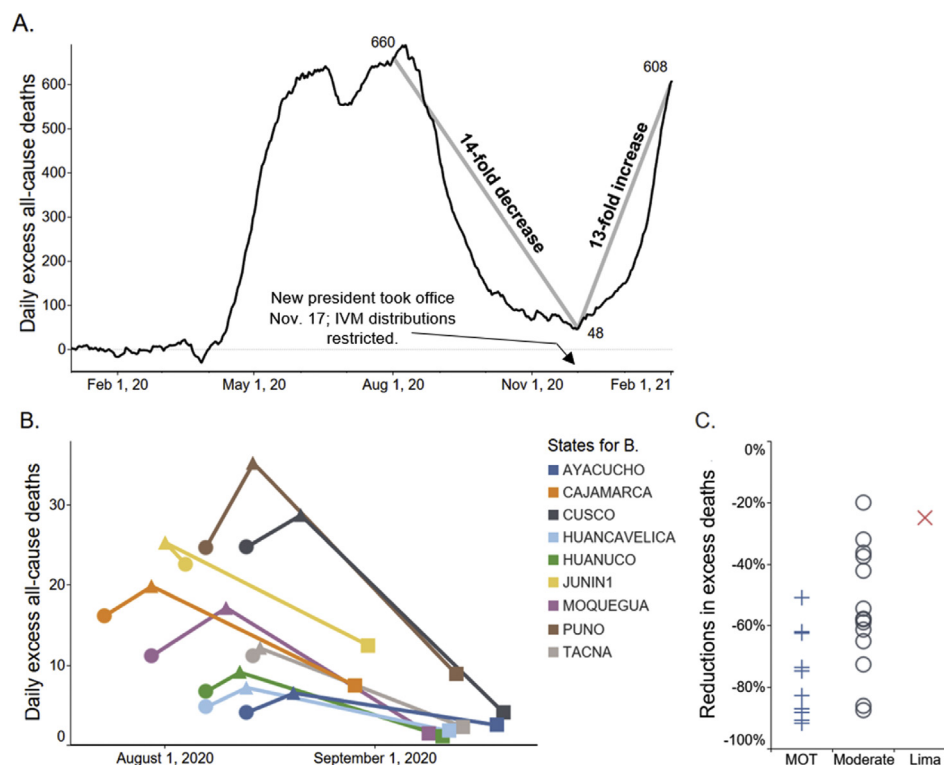 A.
Daily excess all-cause deaths
600
500
400
300
200
100
0
660
608
14-fold decrease
13-fold increase
New president took office
Nov. 17; IVM distributions
restricted.
48
Feb 1, 20
May 1, 20
Aug 1, 20
Nov 1, 20
Feb 1, 21
B.
Daily excess all-cause deaths
30
20
10
0
August 1, 2020
September 1, 2020
States for B.
AYACUCHO
CAJAMARCA
CUSCO
HUANCAVELICA
HUANUCO
JUNIN1
MOQUEGUA
PUNO
TACNA
C.
Reductions in excess deaths
0%
-20%
-40%
-60%
-80%
-100%
MOT
Moderate
Lima